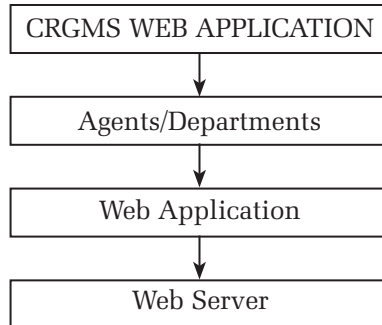 CRGMS WEB APPLICATION
Agents/Departments
Web Application
Web Server